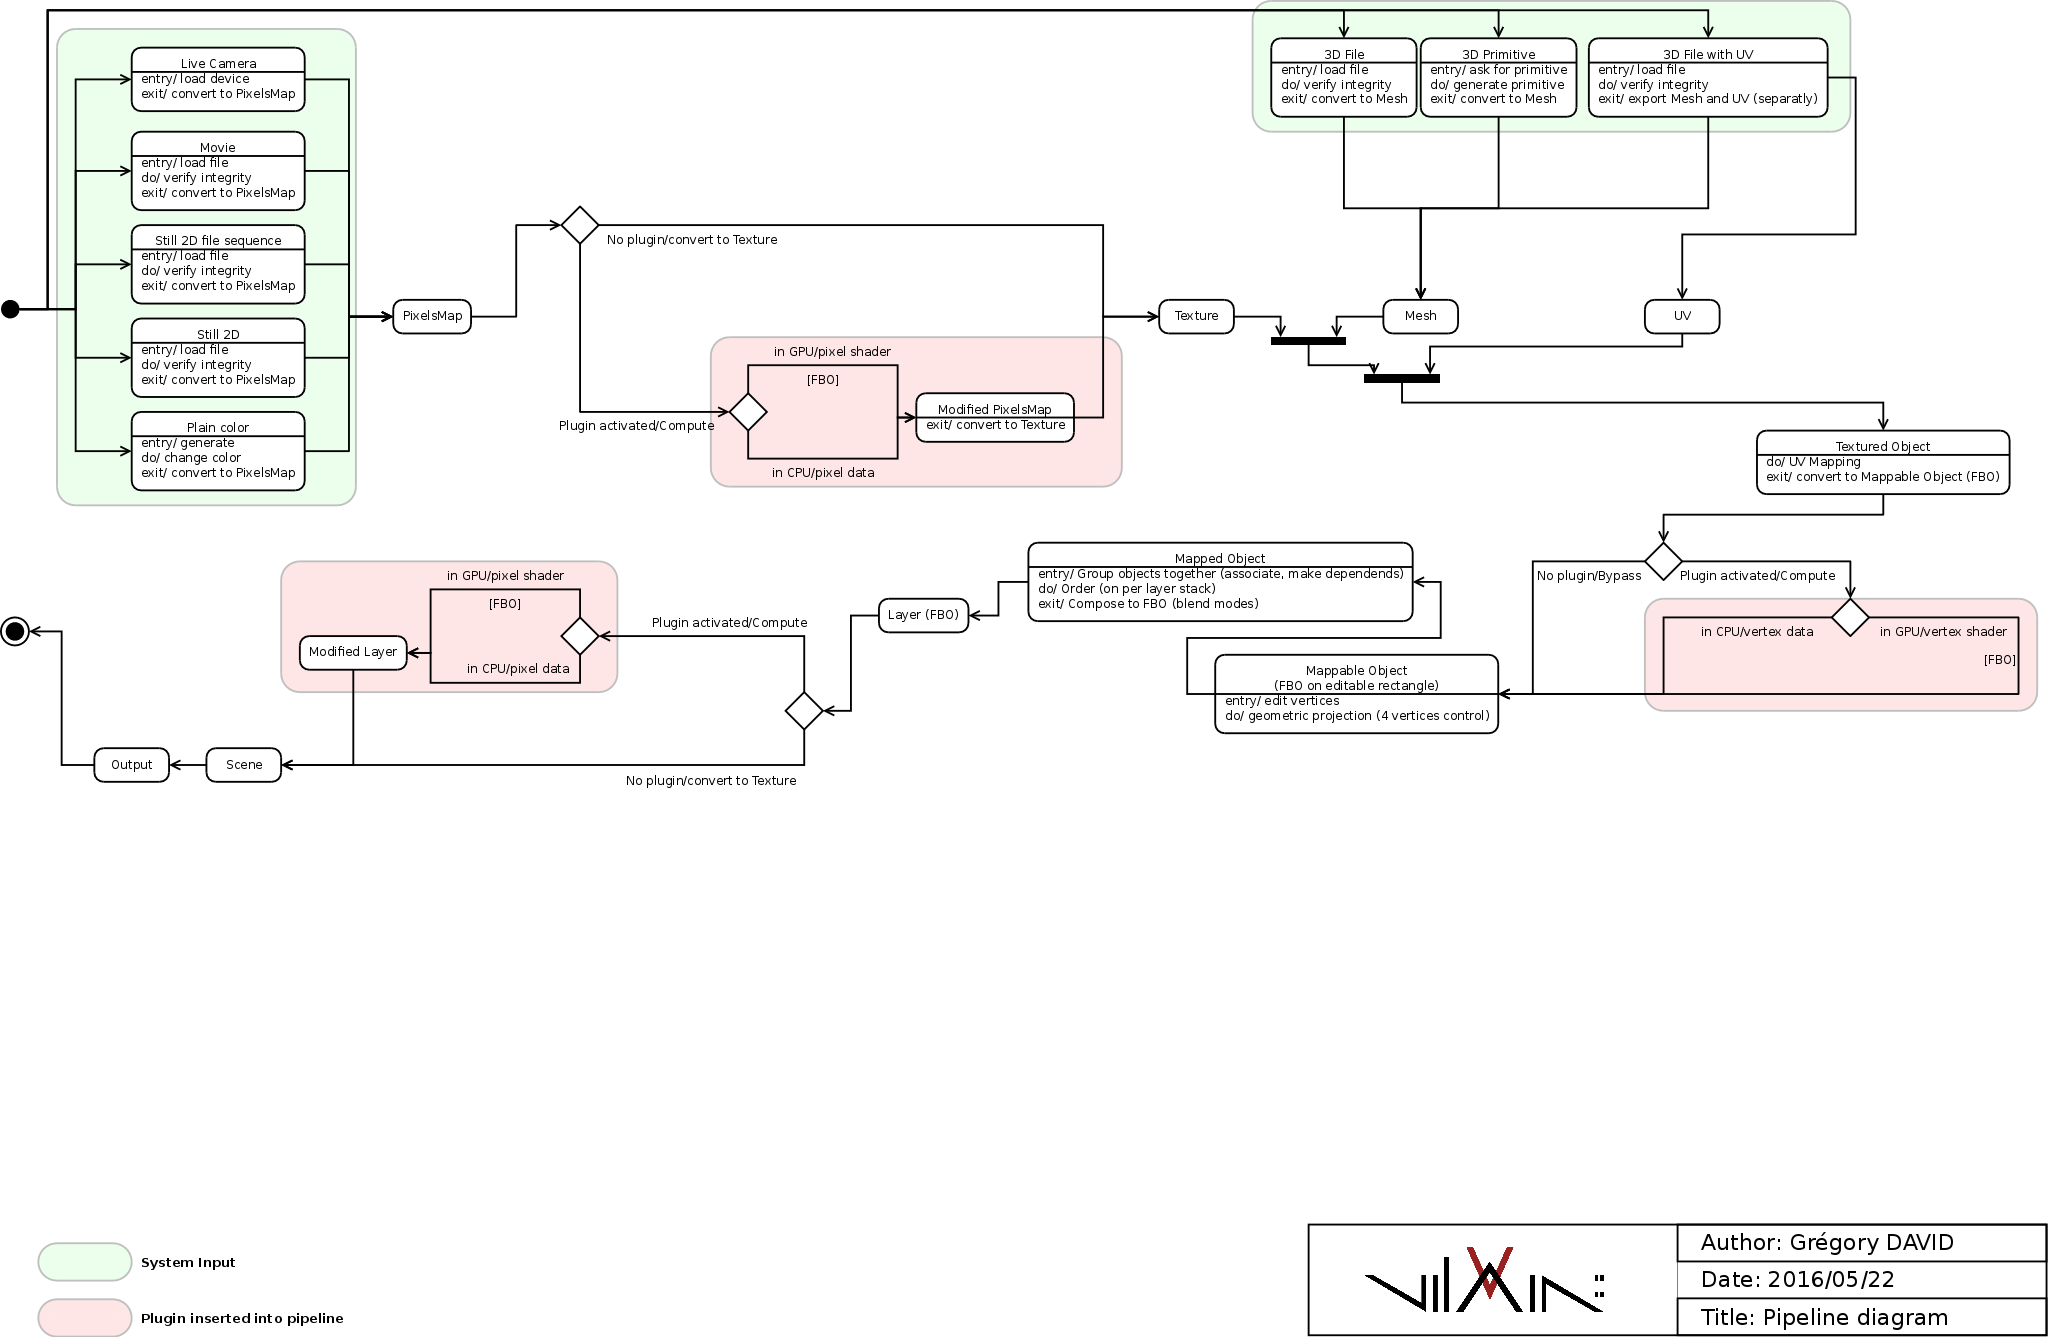 Live Camera
entry/ load device
exit/ convert to PixelsMap
Movie
entry/ load file
do/ verify integrity
exit/ convert to PixelsMap
Still 2D file sequence
entry/ load file
do/ verify integrity
exit/ convert to PixelsMap
Still 2D
entry/ load file
do/ verify integrity
exit/ convert to PixelsMap
Plain color
entry/ generate
do/ change color
exit/ convert to PixelsMap
PixelsMap
No plugin/convert to Texture
Plugin activated/Compute
in GPU/pixel shader
[FBO]
in CPU/pixel data
Modified PixelsMap
exit/ convert to Texture
3D File
entry/ load file
do/ verify integrity
exit/ convert to Mesh
3D Primitive
entry/ ask for primitive
do/ generate primitive
exit/ convert to Mesh
3D File with UV
entry/ load file
do/ verify integrity
exit/ export Mesh and UV (separatly)
Texture
Mesh
UV
Textured Object
do/ UV Mapping
exit/ convert to Mappable Object (FBO)
No plugin/Bypass
Plugin activated/Compute
in CPU/vertex data
in GPU/vertex shader
[FBO]
Mappable Object
(FBO on editable rectangle)
entry/ edit vertices
do/ geometric projection (4 vertices control)
Mapped Object
entry/ Group objects together (associate, make dependends)
do/ Order (on per layer stack)
exit/ Compose to FBO (blend modes)
Layer (FBO)
Plugin activated/Compute
No plugin/convert to Texture
in GPU/pixel shader
[FBO]
in CPU/pixel data
Modified Layer
Scene
Output
System Input
Plugin inserted into pipeline
VILXAIN::
Author: Grégory DAVID
Date: 2016/05/22
Title: Pipeline diagram